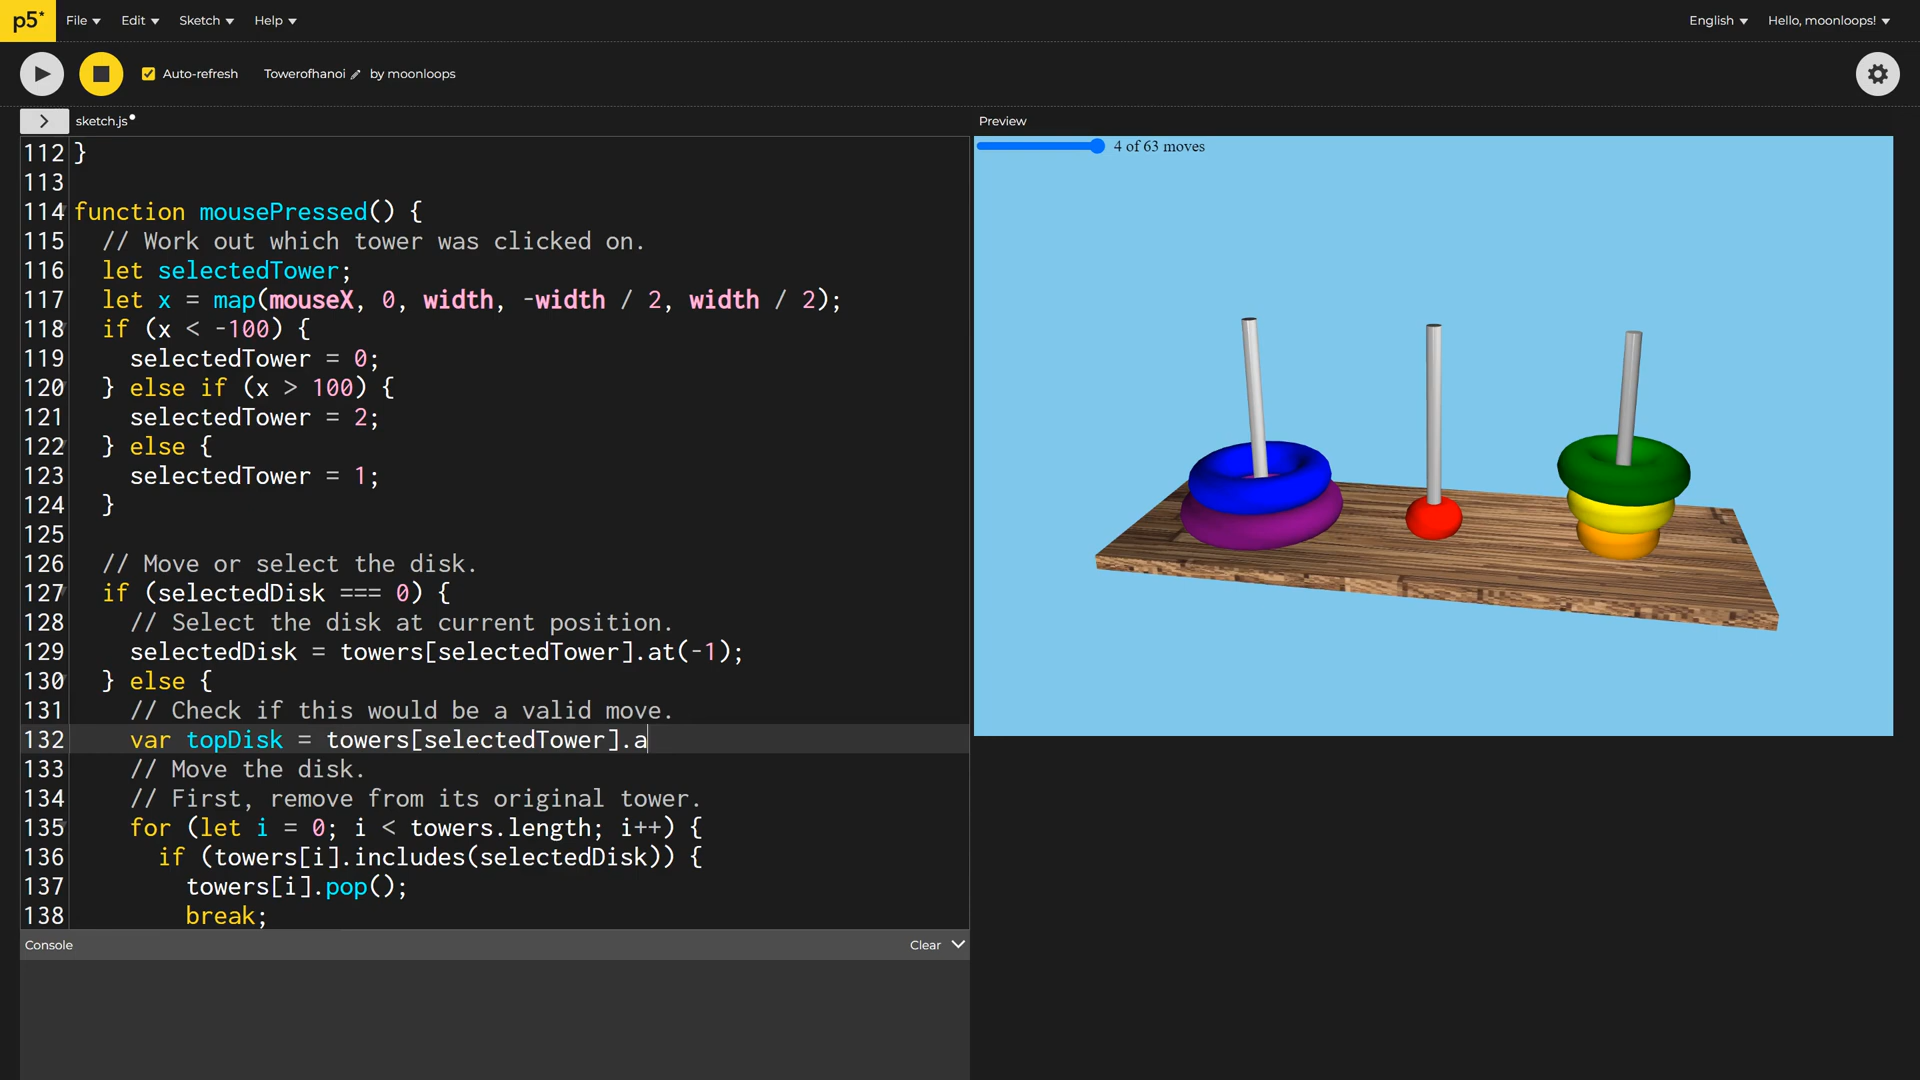 p5* File Edit Sketch Help English Hello, moonloops!
Auto-refresh Towerofhanoi by moonloops
sketch.js Preview
4 of 63 moves
112 }
113
114 function mousePressed() {
115 // Work out which tower was clicked on.
116 let selectedTower;
117 let x = map(mouseX, 0, width, -width / 2, width / 2);
118 if (x < -100) {
119 selectedTower = 0;
120 } else if (x > 100) {
121 selectedTower = 2;
122 } else {
123 selectedTower = 1;
124 }
125
126 // Move or select the disk.
127 if (selectedDisk === 0) {
128 // Select the disk at current position.
129 selectedDisk = towers[selectedTower].at(-1);
130 } else {
131 // Check if this would be a valid move.
132 var topDisk = towers[selectedTower].a
133 // Move the disk.
134 // First, remove from its original tower.
135 for (let i = 0; i < towers.length; i++) {
136 if (towers[i].includes(selectedDisk)) {
137 towers[i].pop();
138 break;
Console Clear